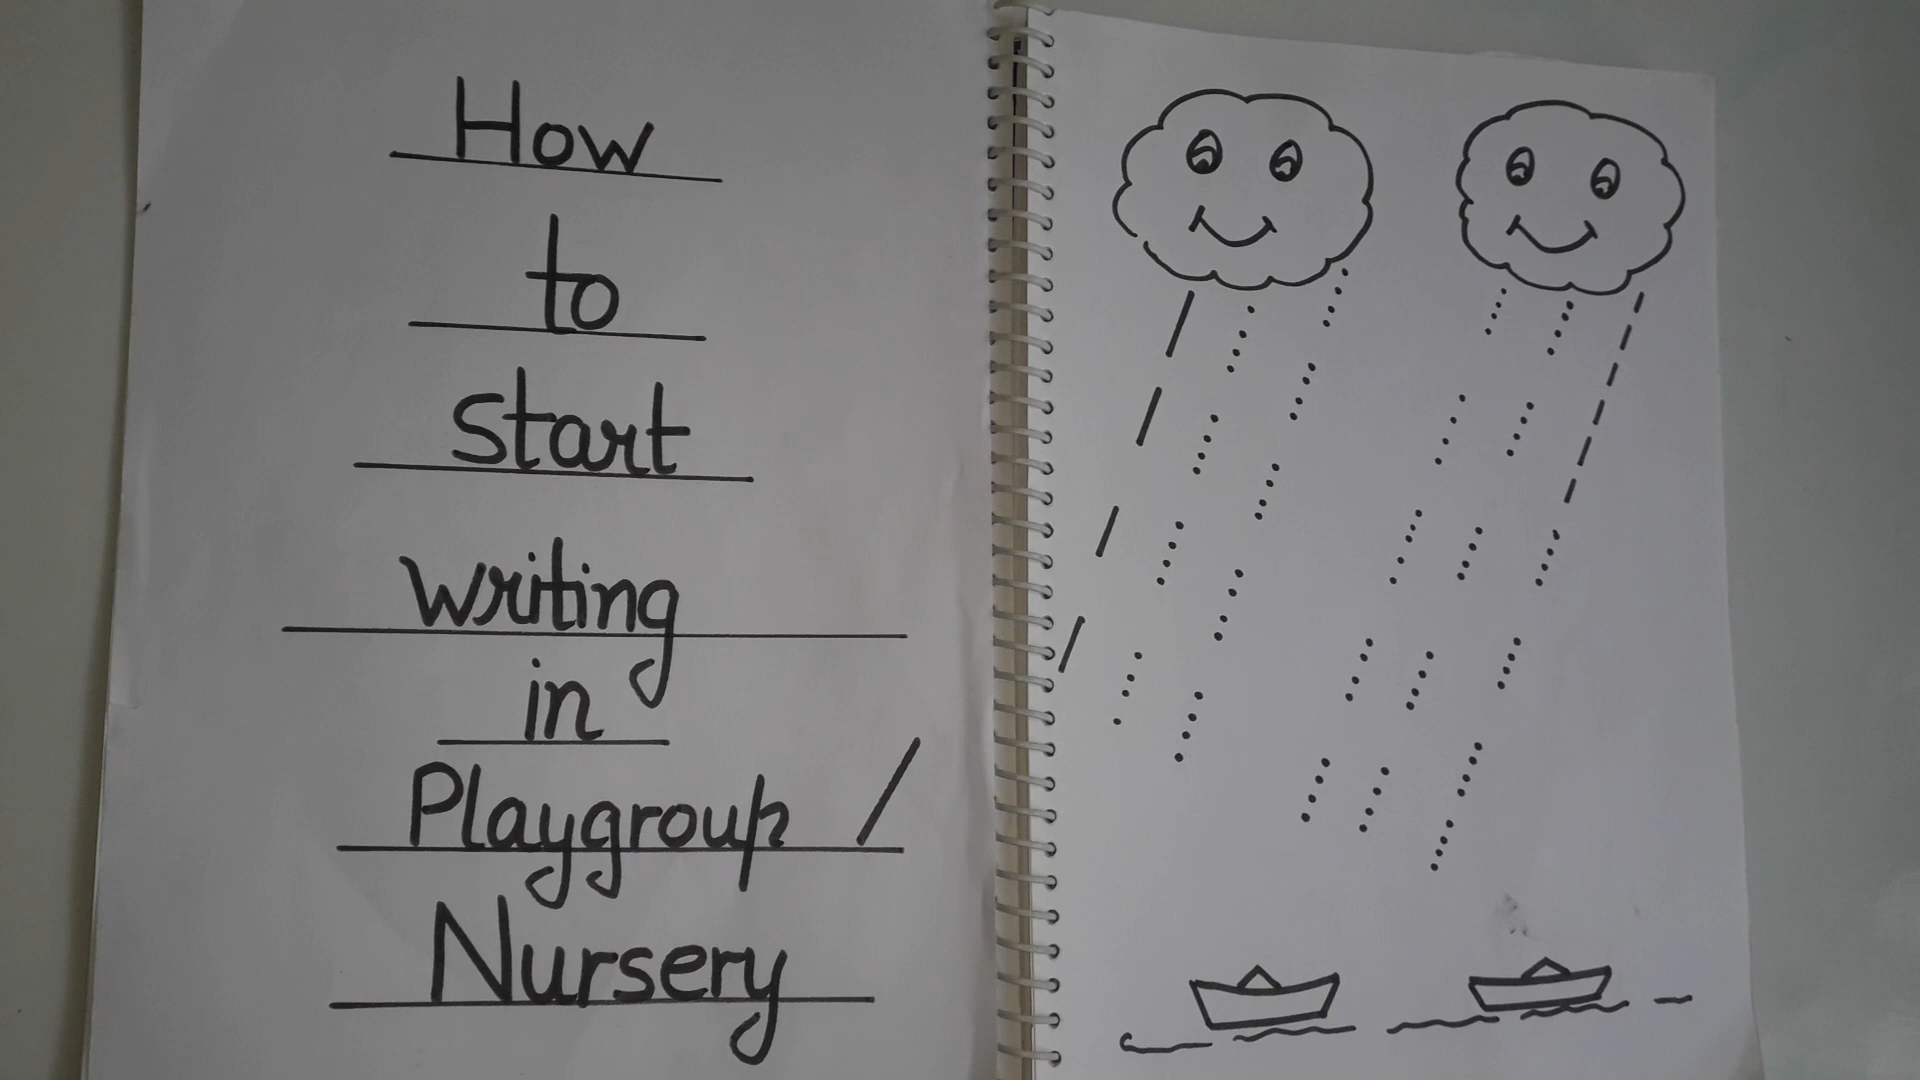 How
to
Start
writing
in
Playgroup /
Nursery